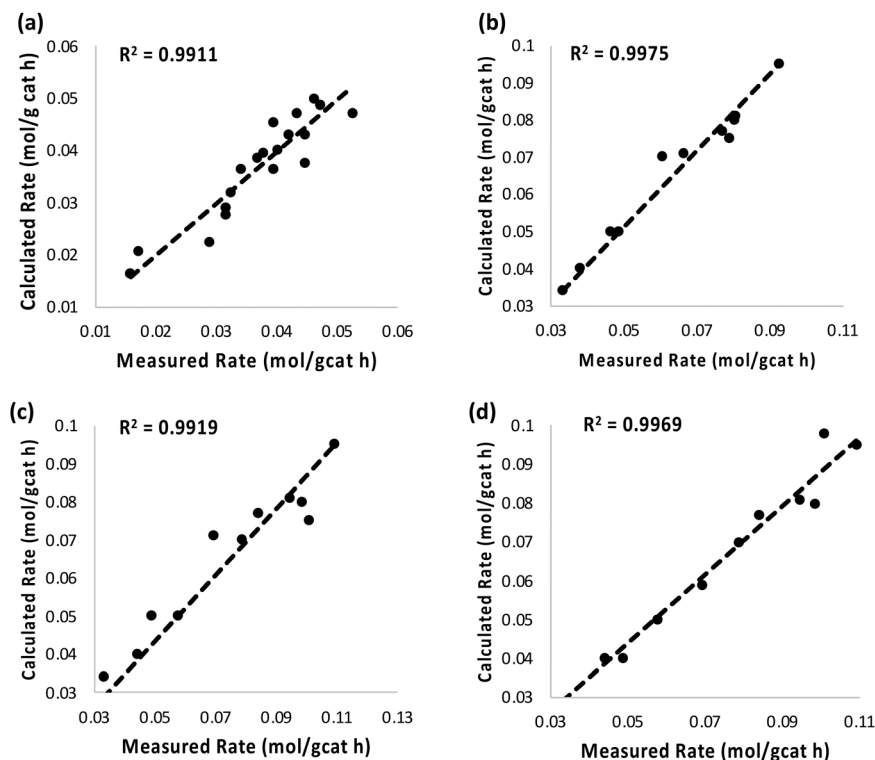 (a)
R² = 0.9911
Calculated Rate (mol/g cat h)
0.06
0.05
0.04
0.03
0.02
0.01
0.01 0.02 0.03 0.04 0.05 0.06
Measured Rate (mol/gcat h)
(b)
R² = 0.9975
Calculated Rate (mol/gcat h)
0.1
0.09
0.08
0.07
0.06
0.05
0.04
0.03
0.03 0.05 0.07 0.09 0.11
Measured Rate (mol/gcat h)
(c)
R² = 0.9919
Calculated Rate (mol/gcat h)
0.1
0.09
0.08
0.07
0.06
0.05
0.04
0.03
0.03 0.05 0.07 0.09 0.11 0.13
Measured Rate (mol/gcat h)
(d)
R² = 0.9969
Calculated Rate (mol/gcat h)
0.1
0.09
0.08
0.07
0.06
0.05
0.04
0.03
0.03 0.05 0.07 0.09 0.11
Measured Rate (mol/gcat h)